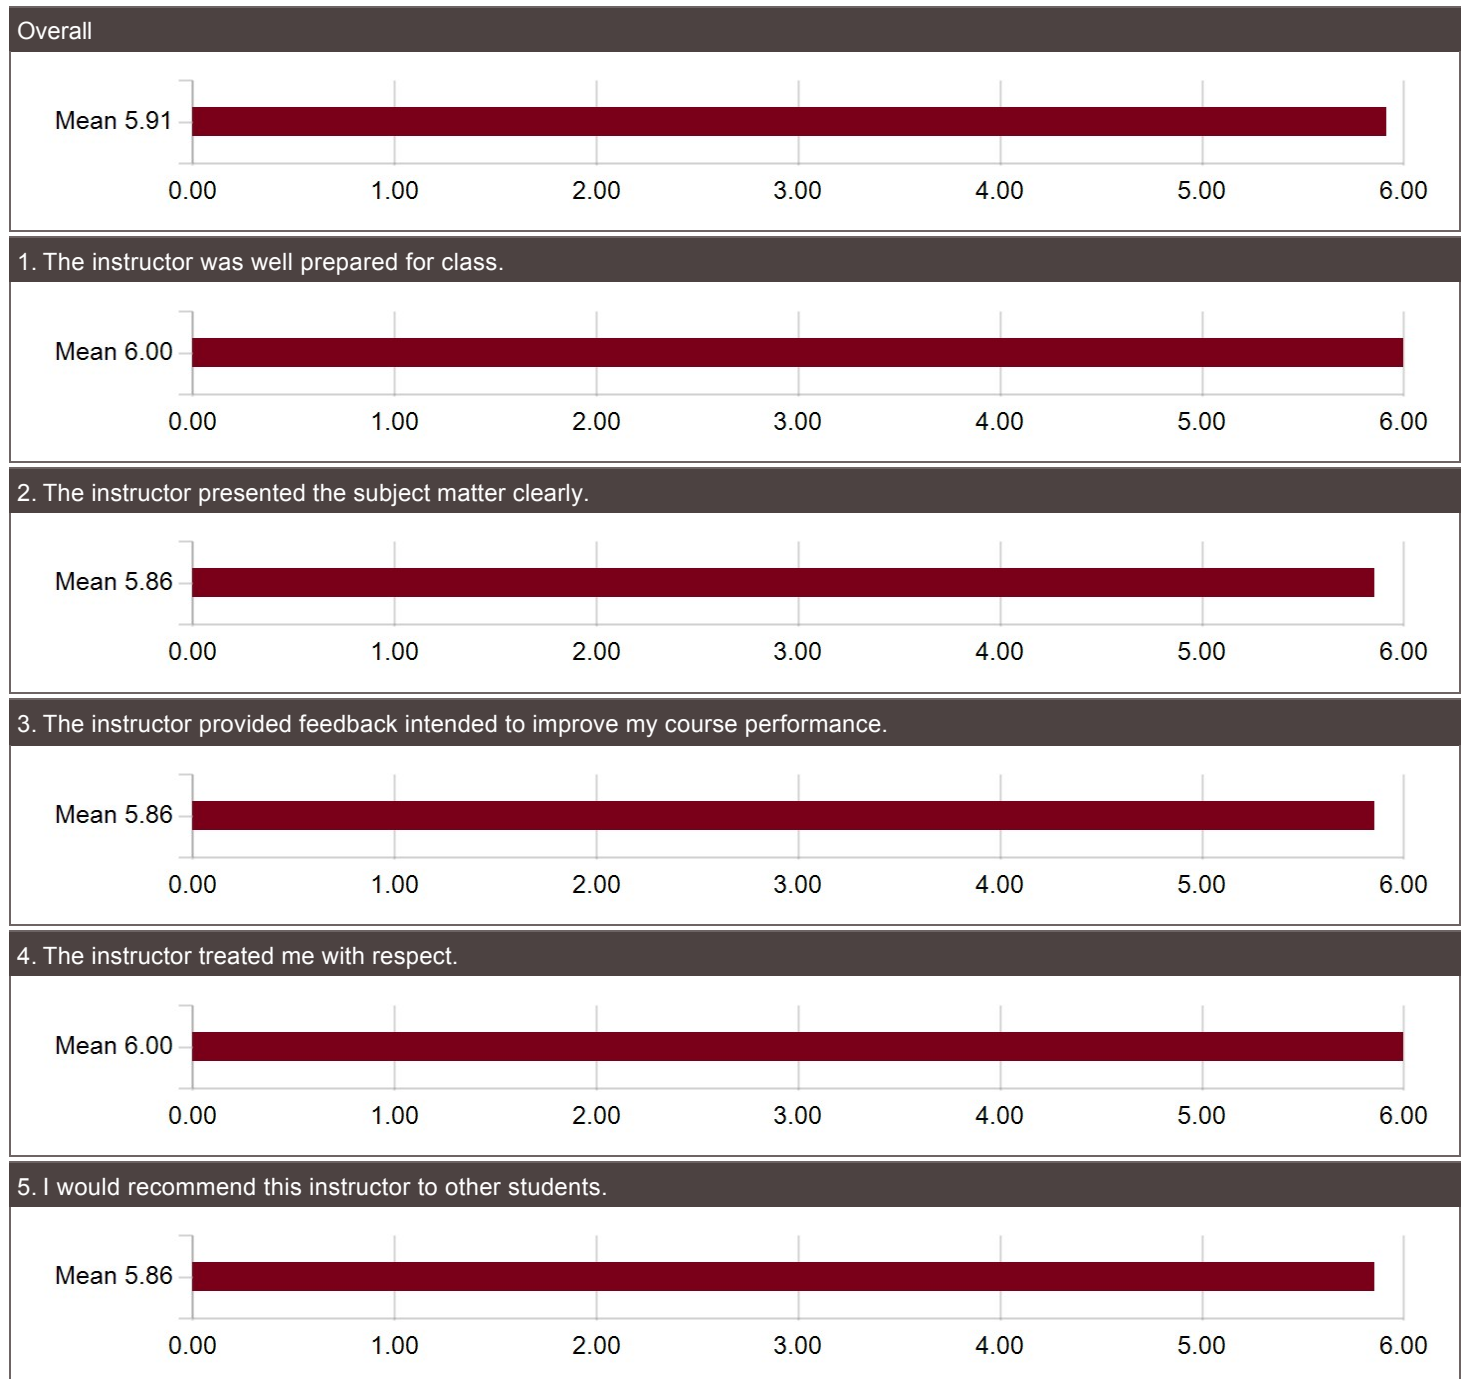 Overall
Mean 5.91
0.00 1.00 2.00 3.00 4.00 5.00 6.00
1. The instructor was well prepared for class.
Mean 6.00
0.00 1.00 2.00 3.00 4.00 5.00 6.00
2. The instructor presented the subject matter clearly.
Mean 5.86
0.00 1.00 2.00 3.00 4.00 5.00 6.00
3. The instructor provided feedback intended to improve my course performance.
Mean 5.86
0.00 1.00 2.00 3.00 4.00 5.00 6.00
4. The instructor treated me with respect.
Mean 6.00
0.00 1.00 2.00 3.00 4.00 5.00 6.00
5. I would recommend this instructor to other students.
Mean 5.86
0.00 1.00 2.00 3.00 4.00 5.00 6.00